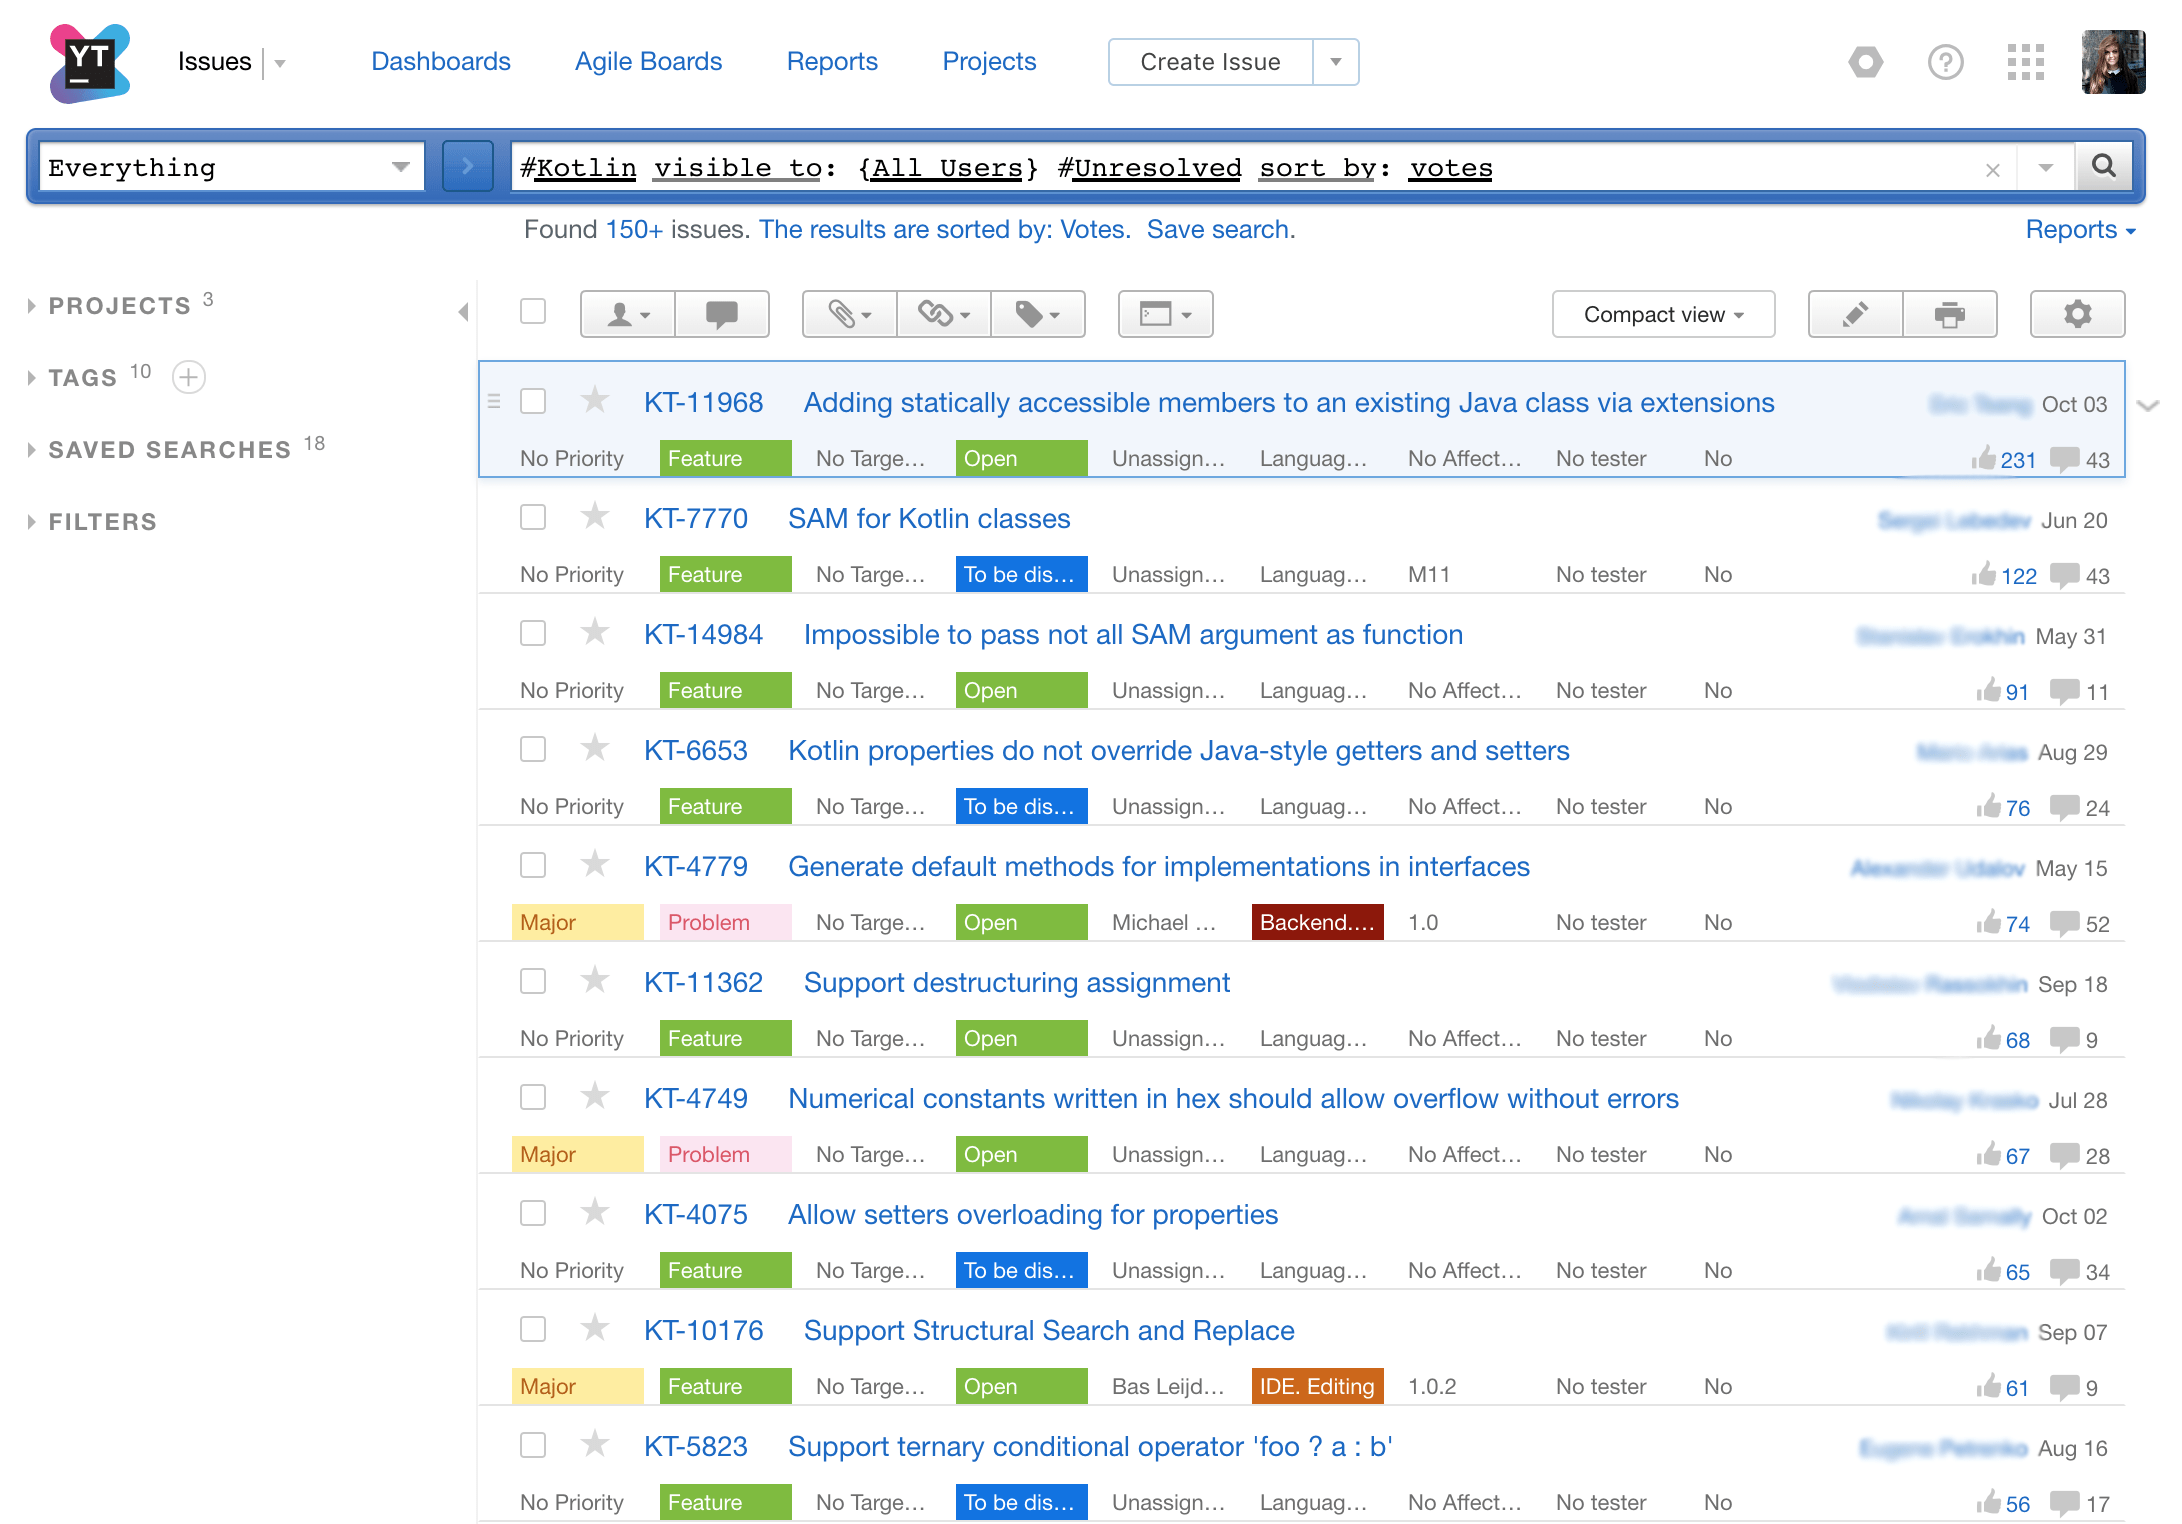 YT
Issues Dashboards Agile Boards Reports Projects Create Issue
Everything #Kotlin visible to: {All Users} #Unresolved sort by: votes
Found 150+ issues. The results are sorted by: Votes. Save search. Reports
PROJECTS 3
TAGS 10
SAVED SEARCHES 18
FILTERS
Compact view
KT-11968 Adding statically accessible members to an existing Java class via extensions Oct 03
No Priority Feature No Targe... Open Unassign... Languag... No Affect... No tester No 231 43
KT-7770 SAM for Kotlin classes Jun 20
No Priority Feature No Targe... To be dis... Unassign... Languag... M11 No tester No 122 43
KT-14984 Impossible to pass not all SAM argument as function May 31
No Priority Feature No Targe... Open Unassign... Languag... No Affect... No tester No 91 11
KT-6653 Kotlin properties do not override Java-style getters and setters Aug 29
No Priority Feature No Targe... To be dis... Unassign... Languag... No Affect... No tester No 76 24
KT-4779 Generate default methods for implementations in interfaces May 15
Major Problem No Targe... Open Michael ... Backend.... 1.0 No tester No 74 52
KT-11362 Support destructuring assignment Sep 18
No Priority Feature No Targe... Open Unassign... Languag... No Affect... No tester No 68 9
KT-4749 Numerical constants written in hex should allow overflow without errors Jul 28
Major Problem No Targe... Open Unassign... Languag... No Affect... No tester No 67 28
KT-4075 Allow setters overloading for properties Oct 02
No Priority Feature No Targe... To be dis... Unassign... Languag... No Affect... No tester No 65 34
KT-10176 Support Structural Search and Replace Sep 07
Major Feature No Targe... Open Bas Leijd... IDE. Editing 1.0.2 No tester No 61 9
KT-5823 Support ternary conditional operator 'foo ? a : b' Aug 16
No Priority Feature No Targe... To be dis... Unassign... Languag... No Affect... No tester No 56 17